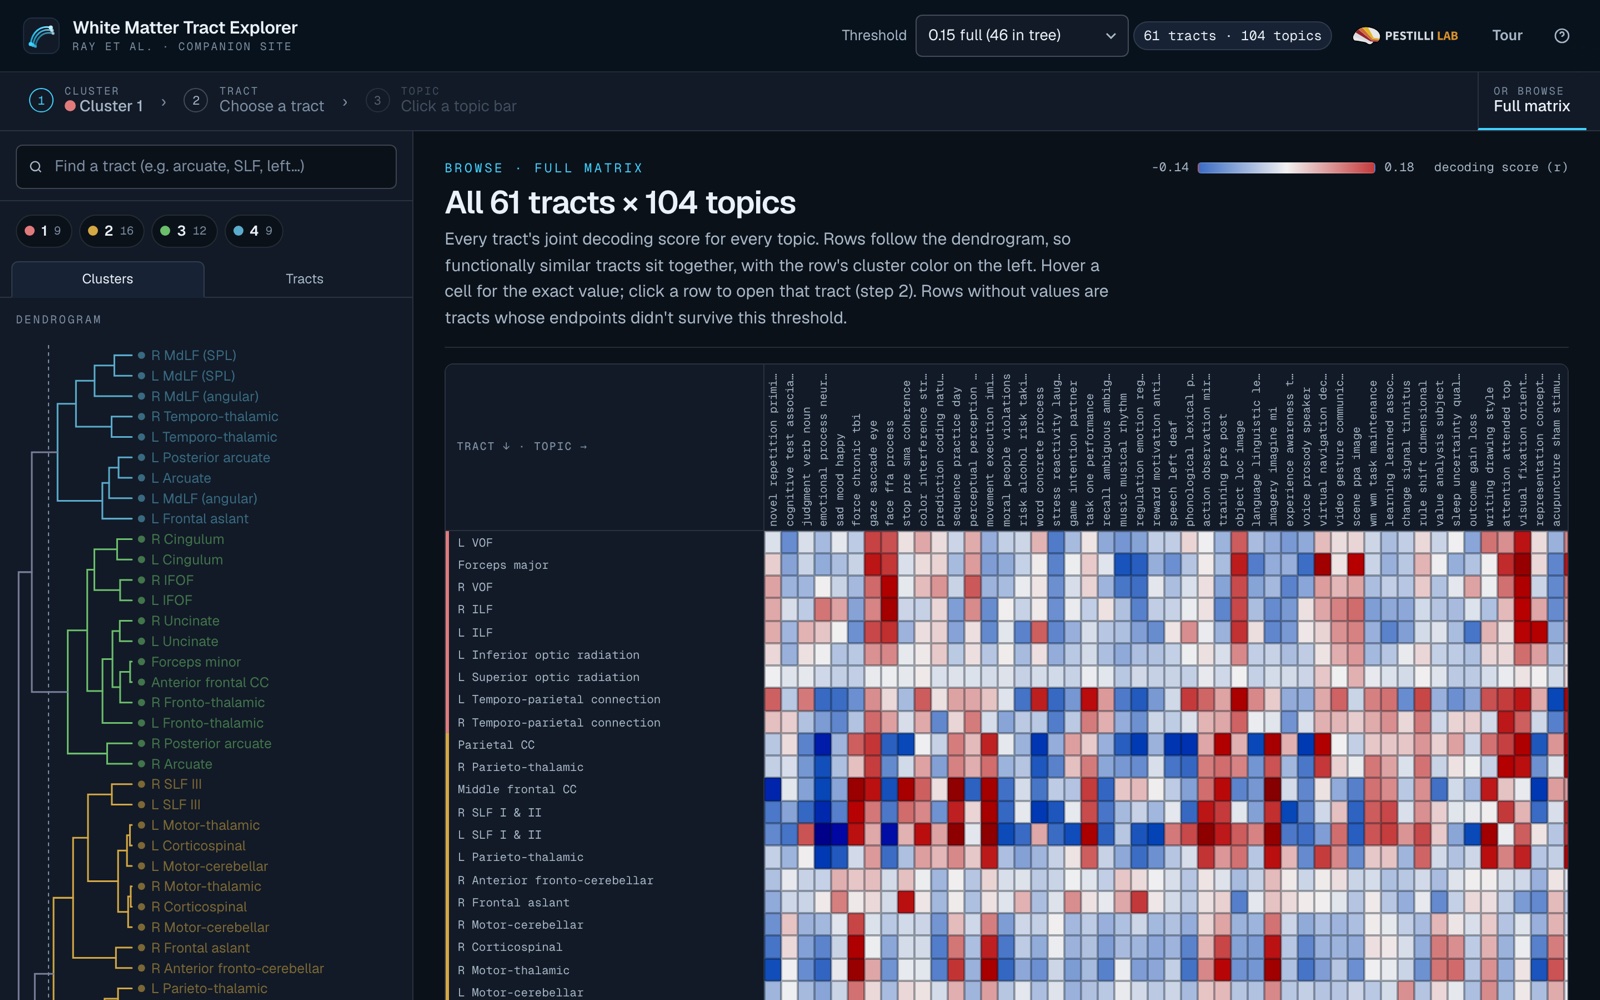 White Matter Tract Explorer
RAY ET AL. · COMPANION SITE
Threshold
0.15 full (46 in tree)
61 tracts · 104 topics
PESTILLI LAB
Tour
1
CLUSTER
Cluster 1
›
2
TRACT
Choose a tract
›
3
TOPIC
Click a topic bar
OR BROWSE
Full matrix
Find a tract (e.g. arcuate, SLF, left…)
1 9
2 16
3 12
4 9
Clusters
Tracts
DENDROGRAM
R MdLF (SPL)
L MdLF (SPL)
R MdLF (angular)
R Temporo-thalamic
L Temporo-thalamic
L Posterior arcuate
L Arcuate
L MdLF (angular)
L Frontal aslant
R Cingulum
L Cingulum
R IFOF
L IFOF
R Uncinate
L Uncinate
Forceps minor
Anterior frontal CC
R Fronto-thalamic
L Fronto-thalamic
R Posterior arcuate
R Arcuate
R SLF III
L SLF III
L Motor-thalamic
L Corticospinal
L Motor-cerebellar
R Motor-thalamic
R Corticospinal
R Motor-cerebellar
R Frontal aslant
R Anterior fronto-cerebellar
L Parieto-thalamic
BROWSE · FULL MATRIX
-0.14
0.18
decoding score (r)
All 61 tracts × 104 topics
Every tract's joint decoding score for every topic. Rows follow the dendrogram, so
functionally similar tracts sit together, with the row's cluster color on the left. Hover a
cell for the exact value; click a row to open that tract (step 2). Rows without values are
tracts whose endpoints didn't survive this threshold.
TRACT ↓ · TOPIC →
novel repetition primi…
cognitive test associa…
judgment verb noun
emotional process neur…
sad mood happy
force chronic tbi
gaze saccade eye
face ffa process
stop pre sma coherence
color interference str…
prediction coding natu…
sequence practice day
perceptual perception …
movement execution imi…
moral people violations
risk alcohol risk taki…
word concrete process
stress reactivity laug…
game intention partner
task one performance
recall ambiguous ambig…
music musical rhythm
regulation emotion reg…
reward motivation anti…
speech left deaf
phonological lexical p…
action observation mir…
training pre post
object loc image
language linguistic le…
imagery imagine mi
experience awareness t…
voice prosody speaker
virtual navigation dec…
video gesture communic…
scene ppa image
wm wm task maintenance
learning learned assoc…
change signal tinnitus
rule shift dimensional
value analysis subject
sleep uncertainty qual…
outcome gain loss
writing drawing style
attention attended top
visual fixation orient…
representation concept…
acupuncture sham stimu…
L VOF
Forceps major
R VOF
R ILF
L ILF
L Inferior optic radiation
L Superior optic radiation
L Temporo-parietal connection
R Temporo-parietal connection
Parietal CC
R Parieto-thalamic
Middle frontal CC
R SLF I & II
L SLF I & II
L Parieto-thalamic
R Anterior fronto-cerebellar
R Frontal aslant
R Motor-cerebellar
R Corticospinal
R Motor-thalamic
L Motor-cerebellar